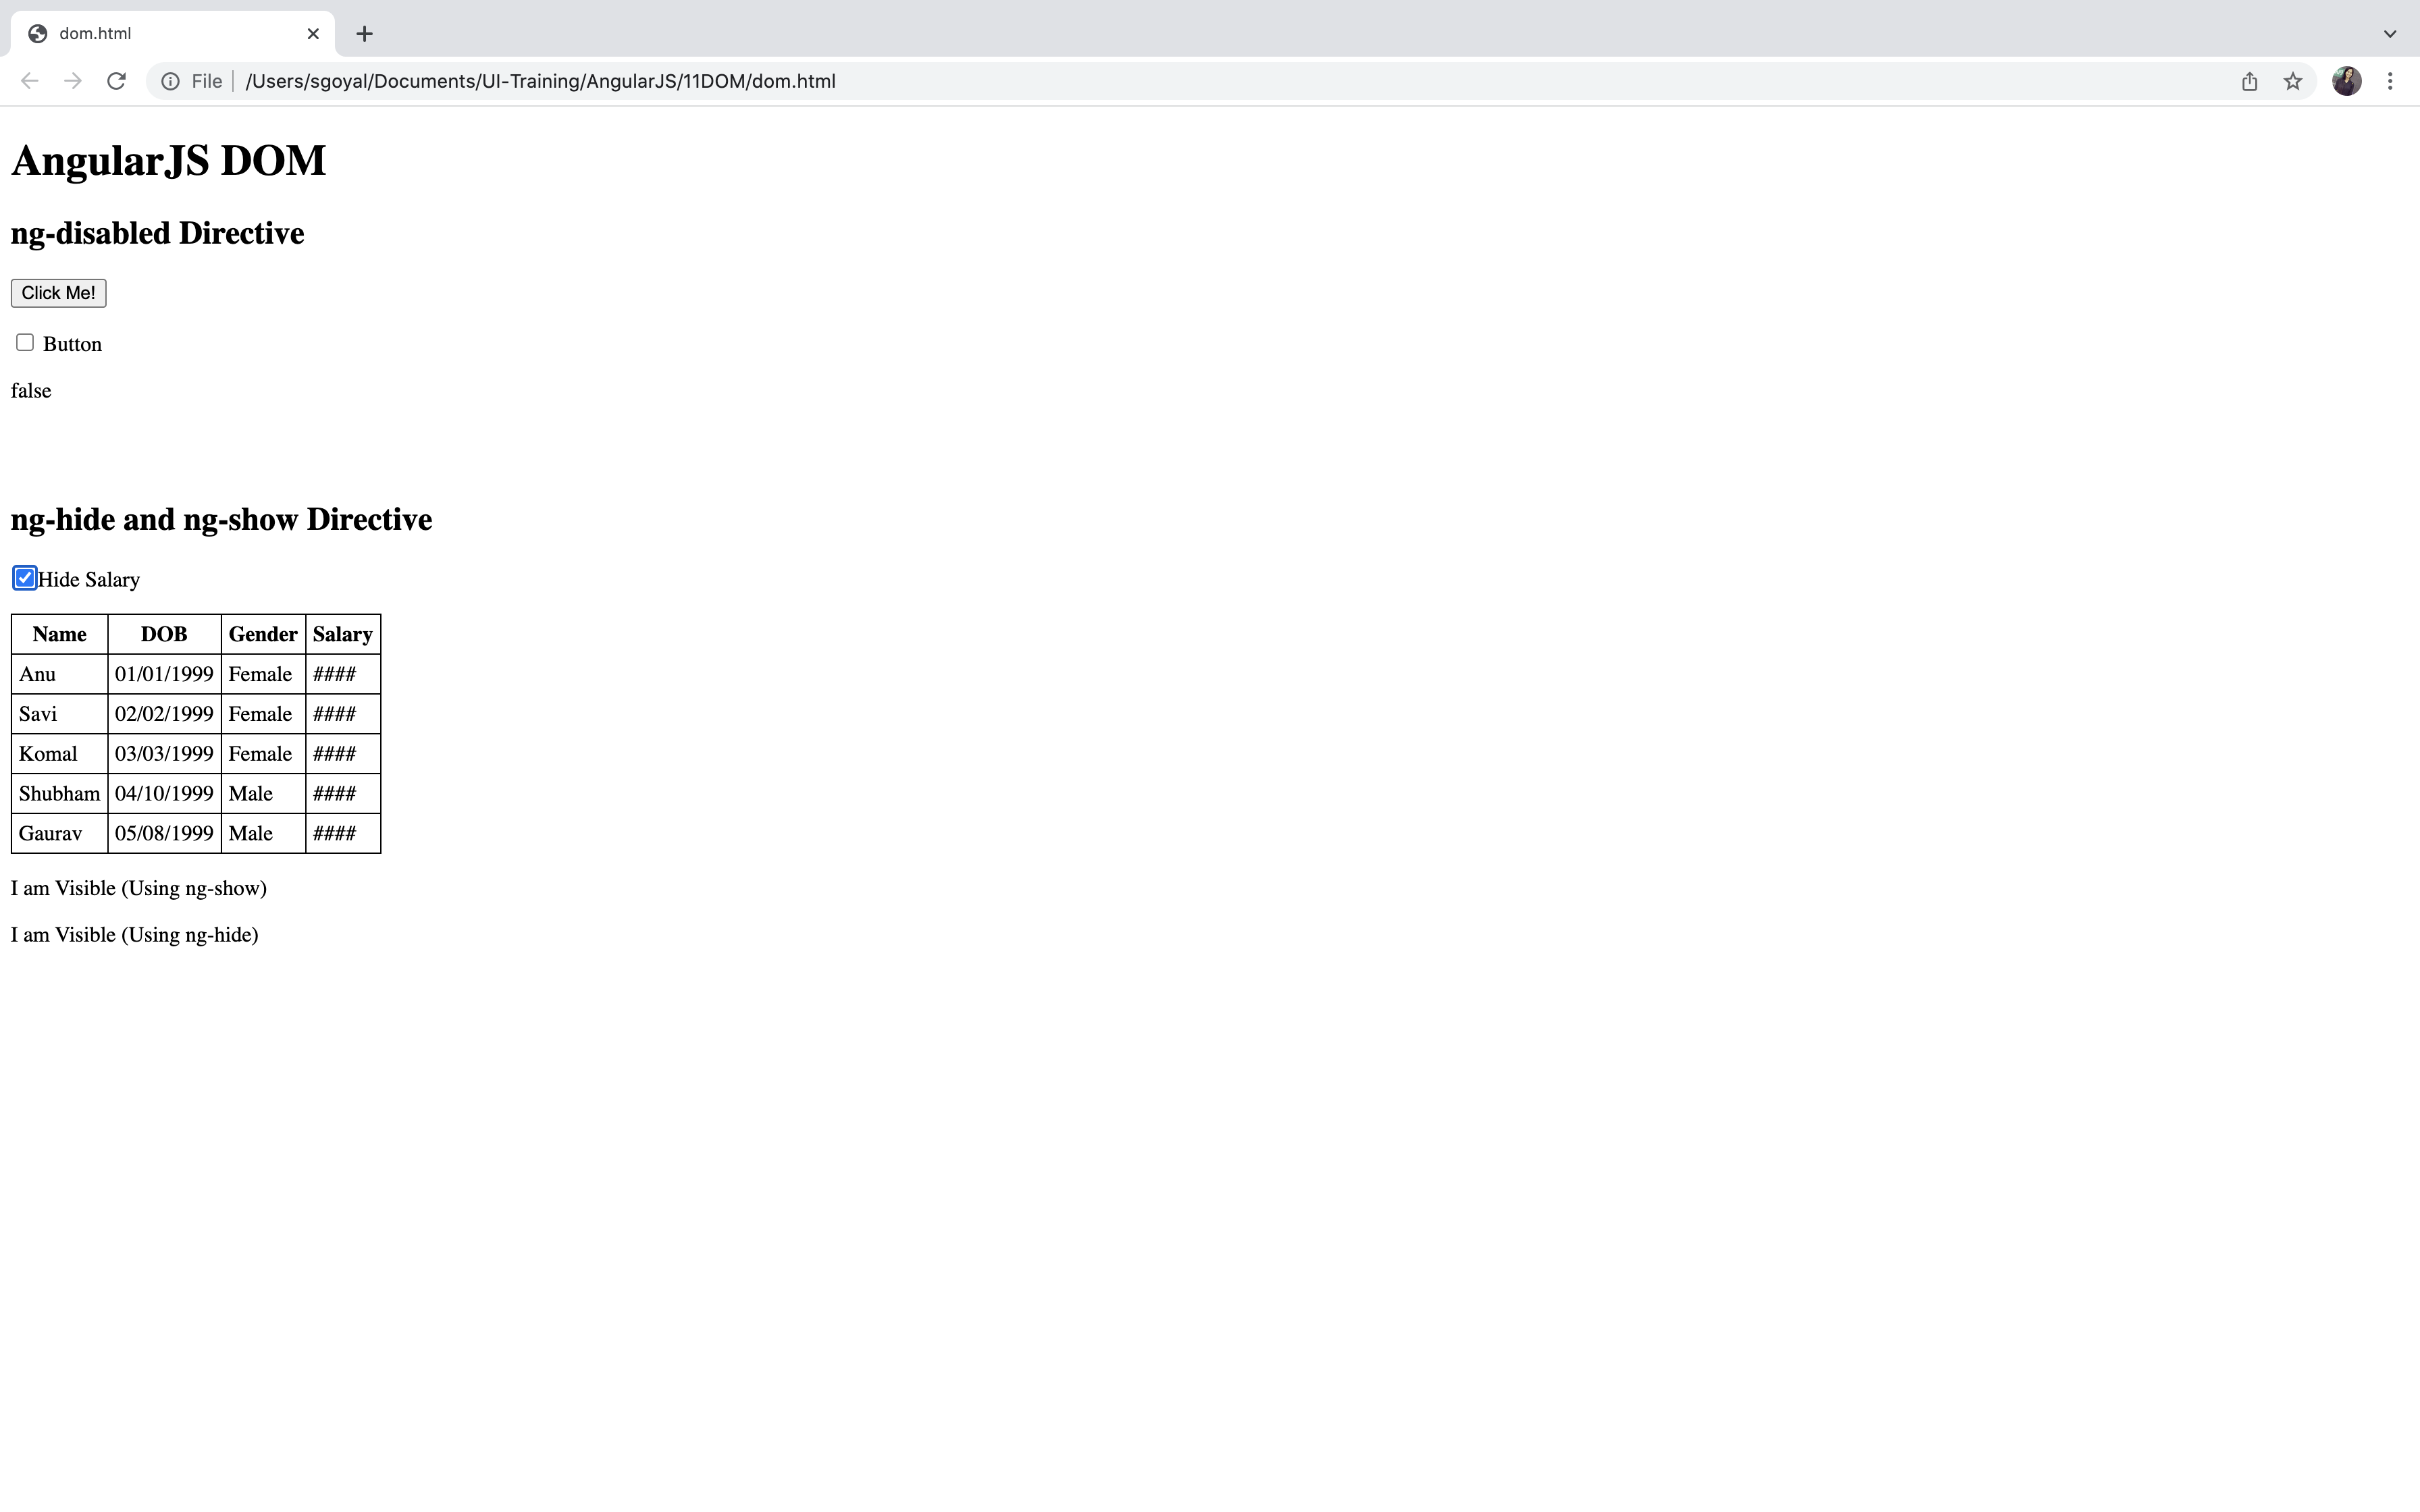 dom.html
File /Users/sgoyal/Documents/UI-Training/AngularJS/11DOM/dom.html
AngularJS DOM
ng-disabled Directive
Click Me!
Button
false
ng-hide and ng-show Directive
Hide Salary
Name DOB Gender Salary
Anu 01/01/1999 Female ####
Savi 02/02/1999 Female ####
Komal 03/03/1999 Female ####
Shubham 04/10/1999 Male ####
Gaurav 05/08/1999 Male ####
I am Visible (Using ng-show)
I am Visible (Using ng-hide)